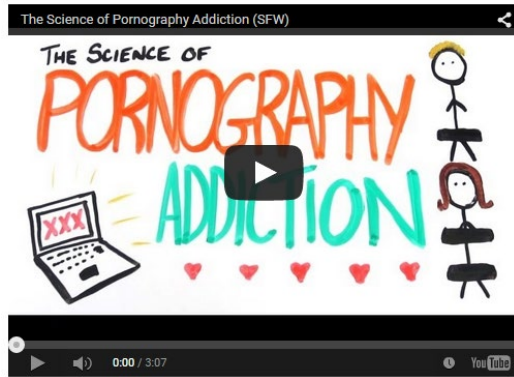 The Science of Pornography Addiction (SFW)
THE SCIENCE OF
PORNOGRAPHY
ADDICTION
XXX
0:00 / 3:07
YouTube